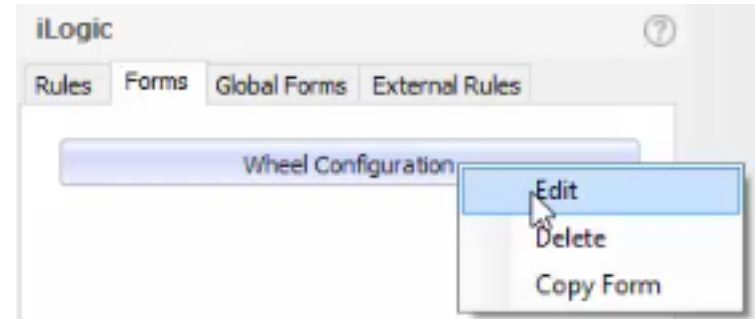 iLogic
Rules Forms Global Forms External Rules
Wheel Configuration
Edit
Delete
Copy Form